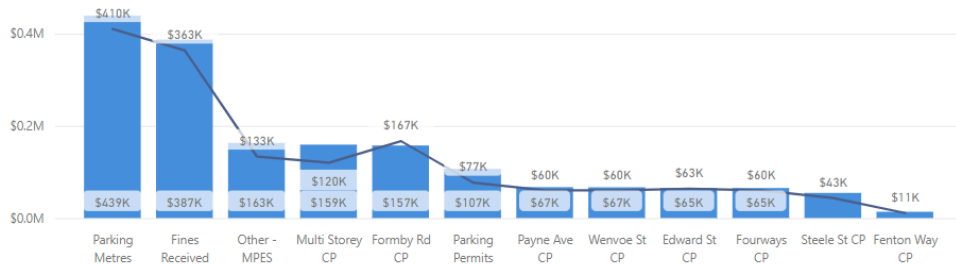 $0.4M
$0.2M
$0.0M
$410K
$363K
$133K
$120K
$167K
$77K
$60K
$60K
$63K
$60K
$43K
$11K
$439K
$387K
$163K
$159K
$157K
$107K
$67K
$67K
$65K
$65K
Parking
Metres
Fines
Received
Other -
MPES
Multi Storey
CP
Formby Rd
CP
Parking
Permits
Payne Ave
CP
Wenvoe St
CP
Edward St
CP
Fourways
CP
Steele St CP
Fenton Way
CP